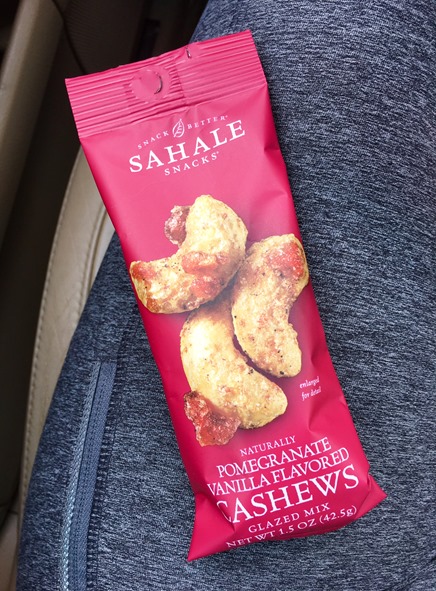 SNACK BETTER®
SAHALE
SNACKS®
enlarged
for detail
NATURALLY
POMEGRANATE
VANILLA FLAVORED
CASHEWS
GLAZED MIX
NET WT 1.5 OZ (42.5g)